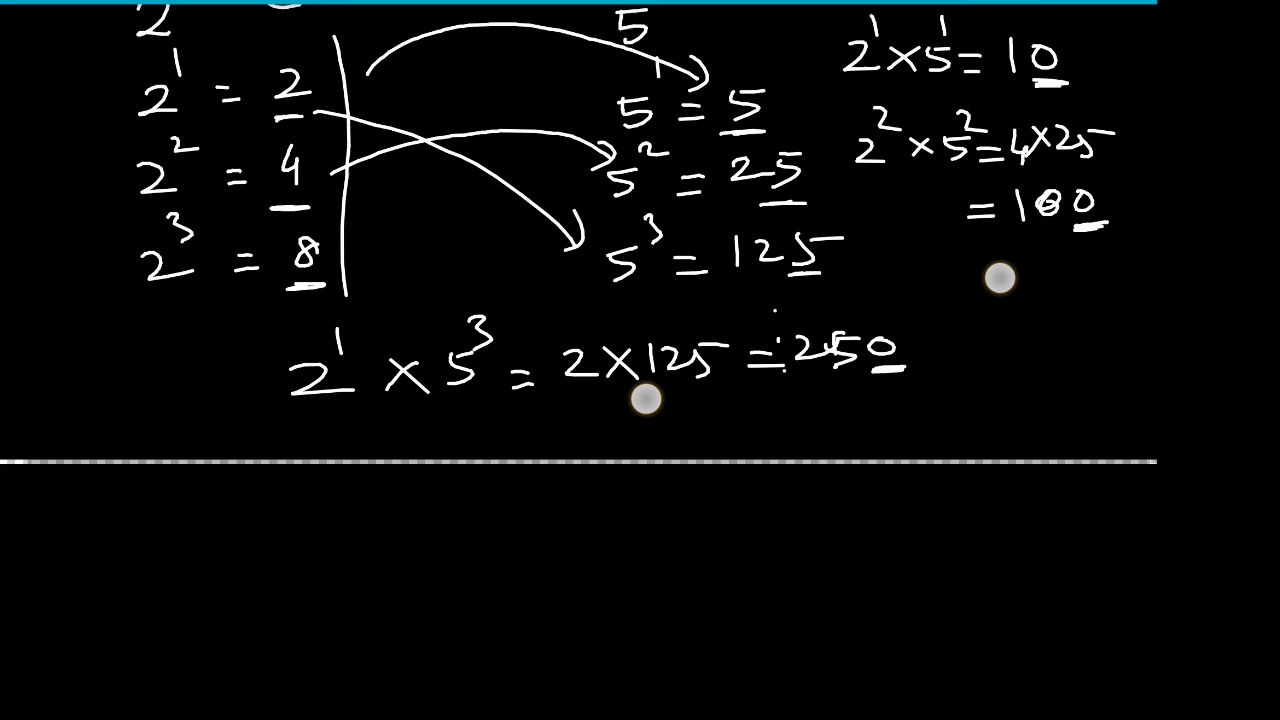 2
5
2¹ = 2
2² = 4
2³ = 8
5¹ = 5
5² = 25
5³ = 125
2¹ × 5¹ = 10
2² × 5² = 4 × 25
= 100
2¹ × 5³ = 2 × 125 = 250